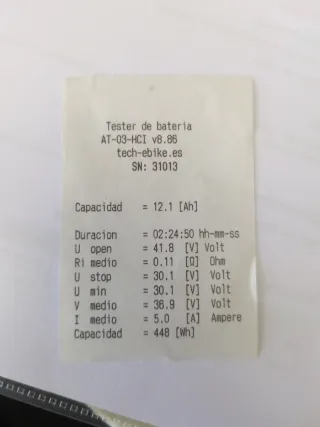 Tester de bateria
AT-03-HCI v8.86
tech-ebike.es
SN: 31013
Capacidad = 12.1 [Ah]
Duracion = 02:24:50 hh-mm-ss
U open = 41.8 [V] Volt
Ri medio = 0.11 [Ω] Ohm
U stop = 30.1 [V] Volt
U min = 30.1 [V] Volt
V medio = 36.9 [V] Volt
I medio = 5.0 [A] Ampere
Capacidad = 448 [Wh]